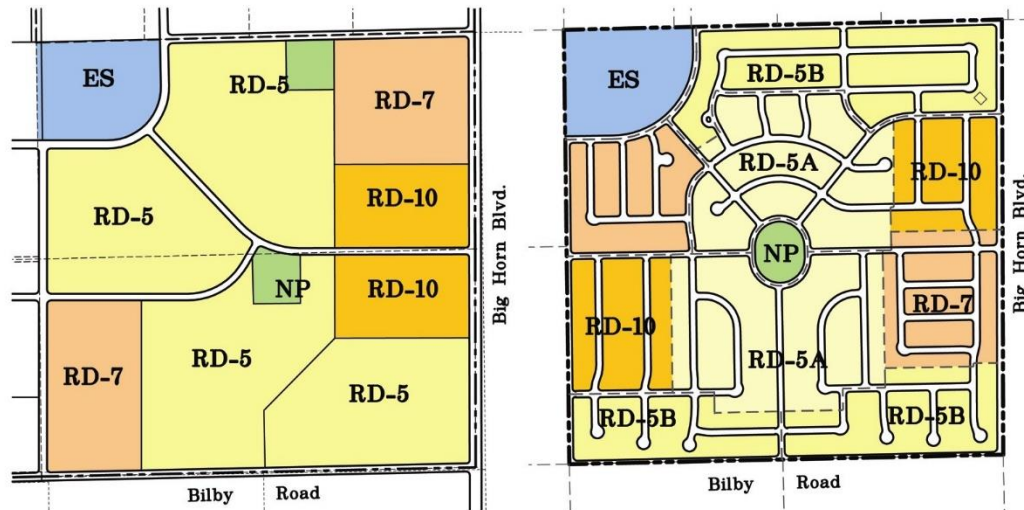 ES
RD-5
RD-7
RD-5
RD-10
NP
RD-10
RD-7
RD-5
RD-5
Big Horn Blvd.
Bilby Road
ES
RD-5B
RD-5A
RD-10
NP
RD-10
RD-7
RD-5A
RD-5B
RD-5B
Big Horn Blvd.
Bilby Road